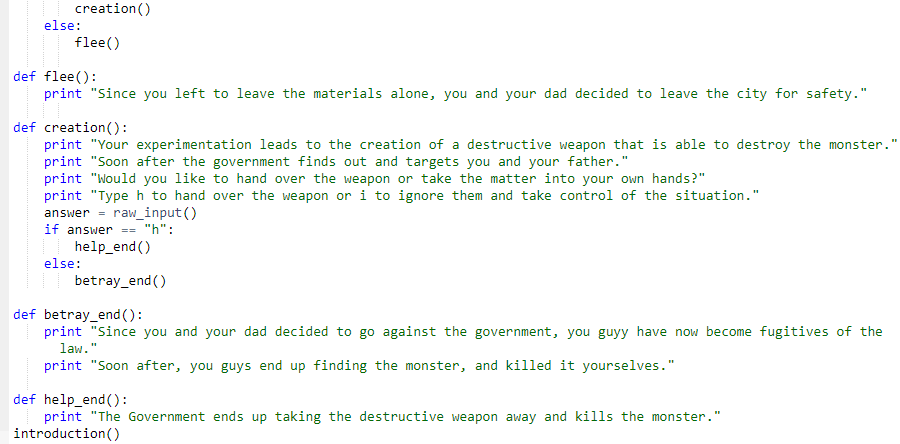 creation()
else:
flee()
def flee():
print "Since you left to leave the materials alone, you and your dad decided to leave the city for safety."
def creation():
print "Your experimentation leads to the creation of a destructive weapon that is able to destroy the monster."
print "Soon after the government finds out and targets you and your father."
print "Would you like to hand over the weapon or take the matter into your own hands?"
print "Type h to hand over the weapon or i to ignore them and take control of the situation."
answer = raw_input()
if answer == "h":
help_end()
else:
betray_end()
def betray_end():
print "Since you and your dad decided to go against the government, you guyy have now become fugitives of the
law."
print "Soon after, you guys end up finding the monster, and killed it yourselves."
def help_end():
print "The Government ends up taking the destructive weapon away and kills the monster."
introduction()